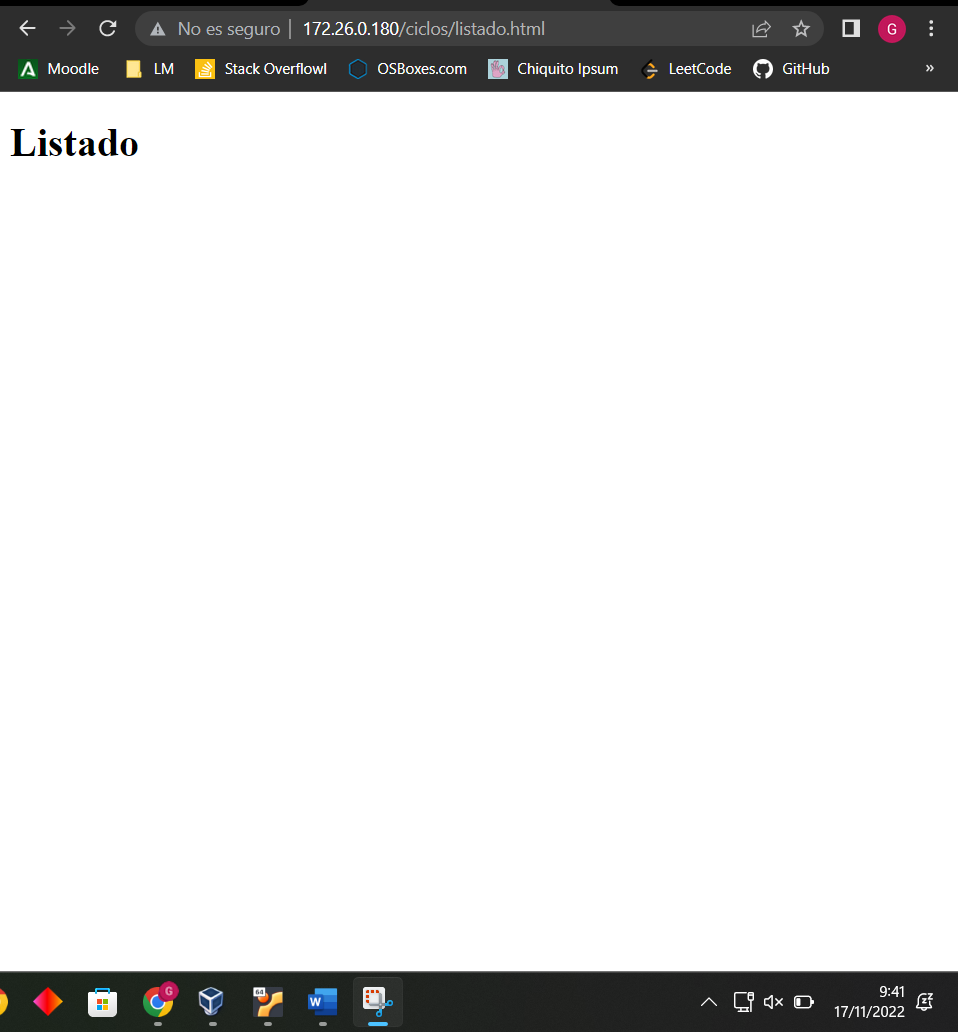 No es seguro | 172.26.0.180/ciclos/listado.html G
Moodle LM Stack Overflowl OSBoxes.com Chiquito Ipsum LeetCode GitHub »
Listado
G 64 W
9:41
17/11/2022